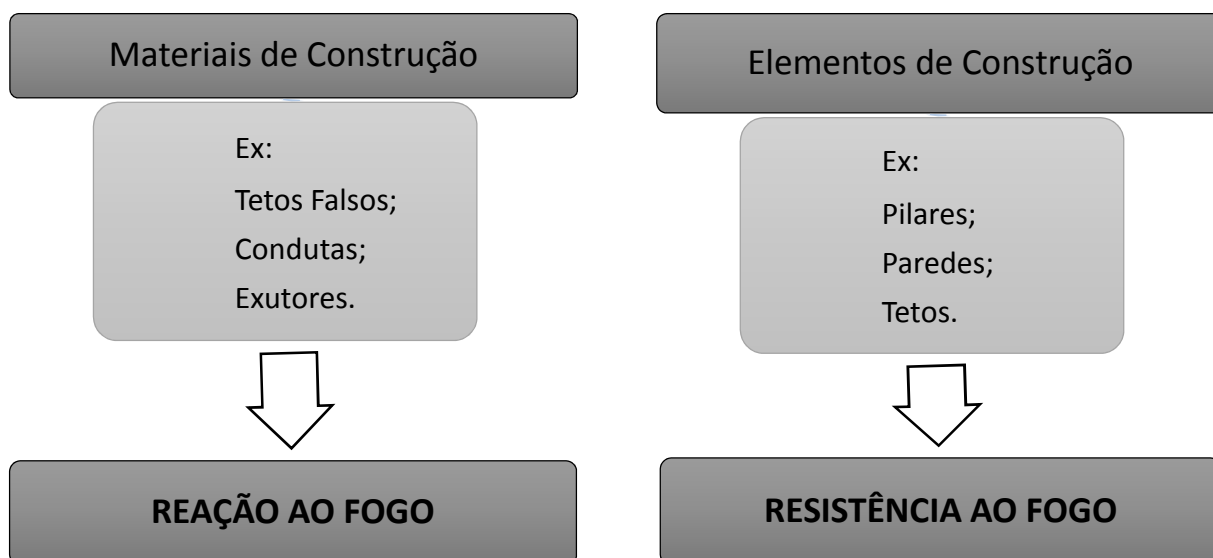 Materiais de Construção
Ex:
Tetos Falsos;
Condutas;
Exutores.
REAÇÃO AO FOGO
Elementos de Construção
Ex:
Pilares;
Paredes;
Tetos.
RESISTÊNCIA AO FOGO